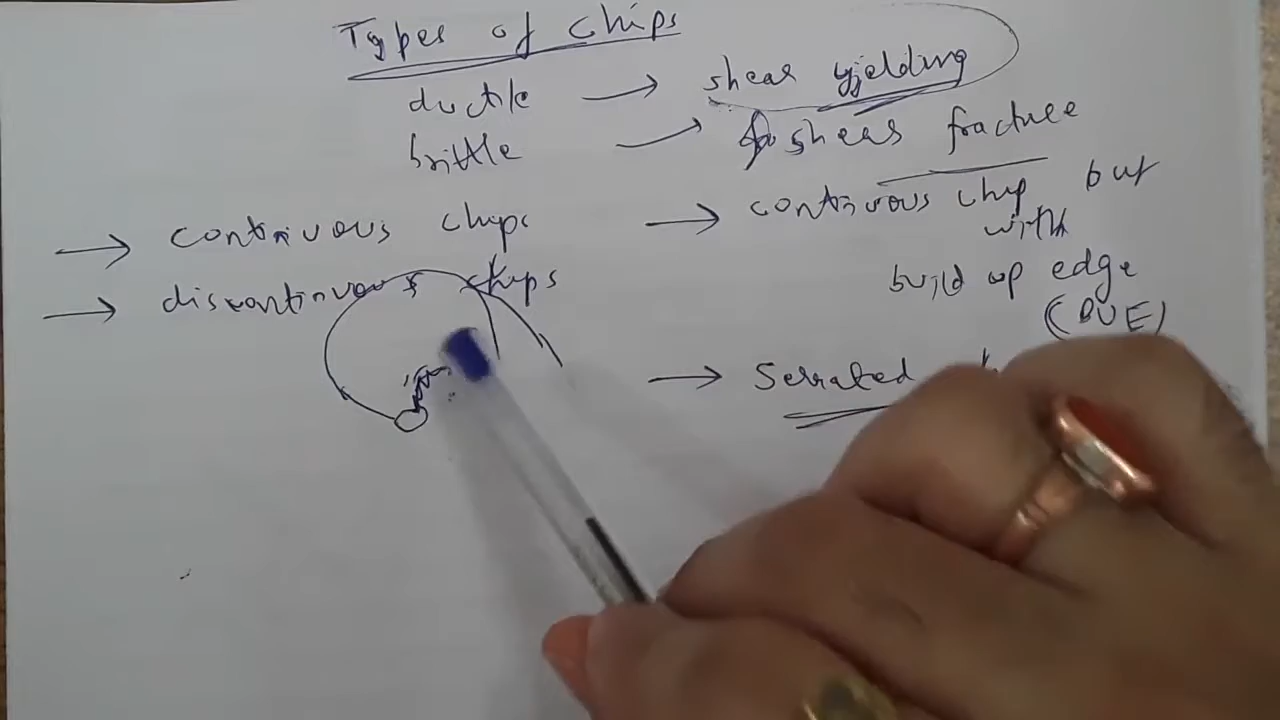 Types of chips
ductile → shear yielding
brittle → shear fracture
→ continuous chips
→ discontinuous chips
→ continuous chip but
with
build up edge
(BUE)
→ Serrated